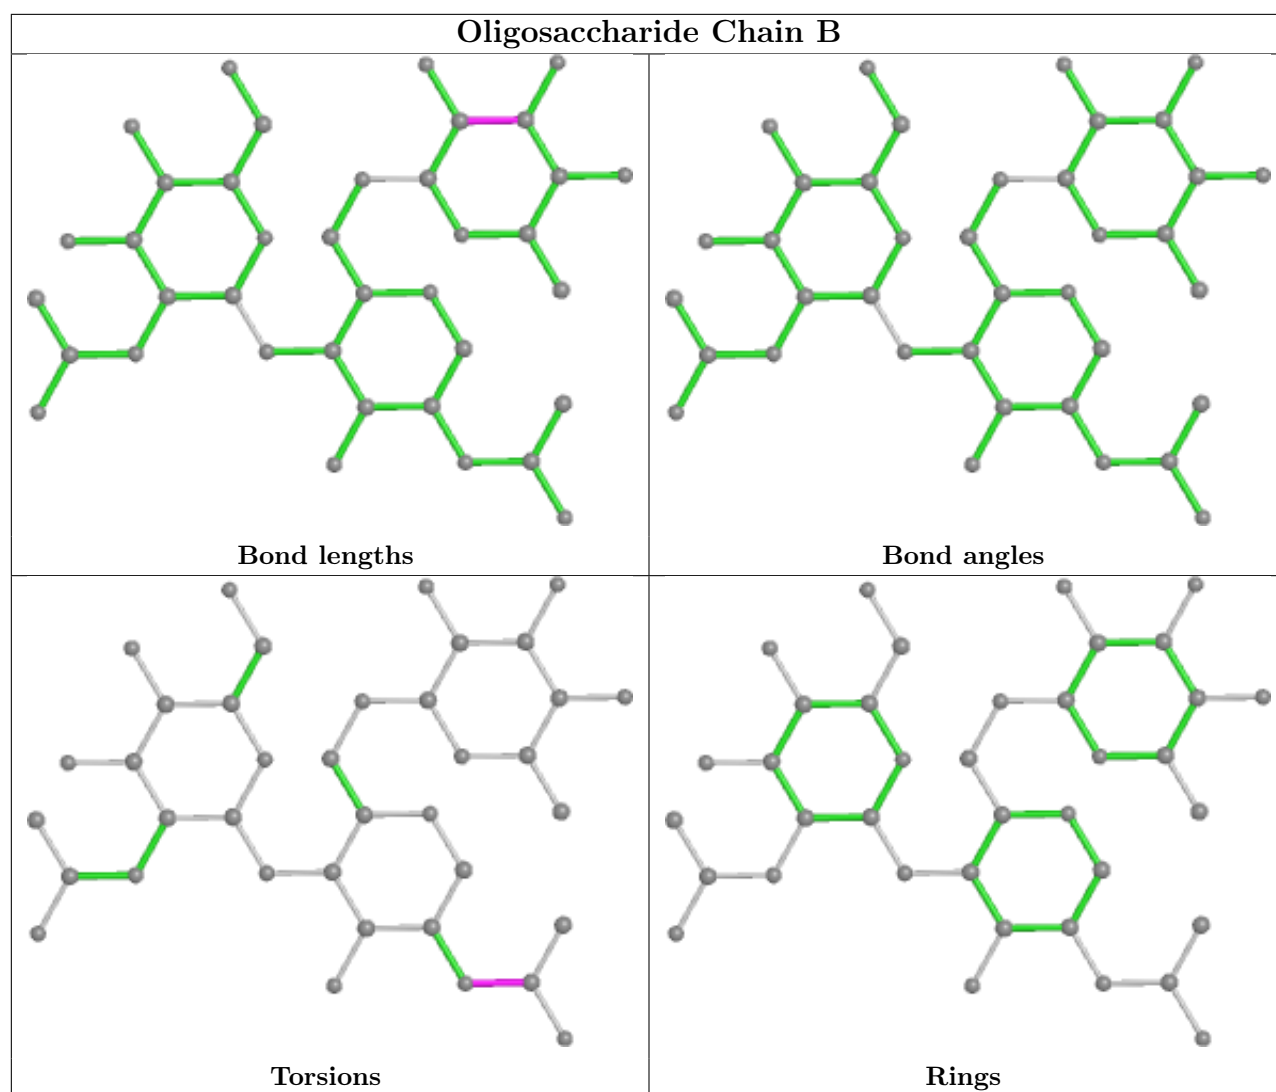 Oligosaccharide Chain B
Bond lengths
Bond angles
Torsions
Rings